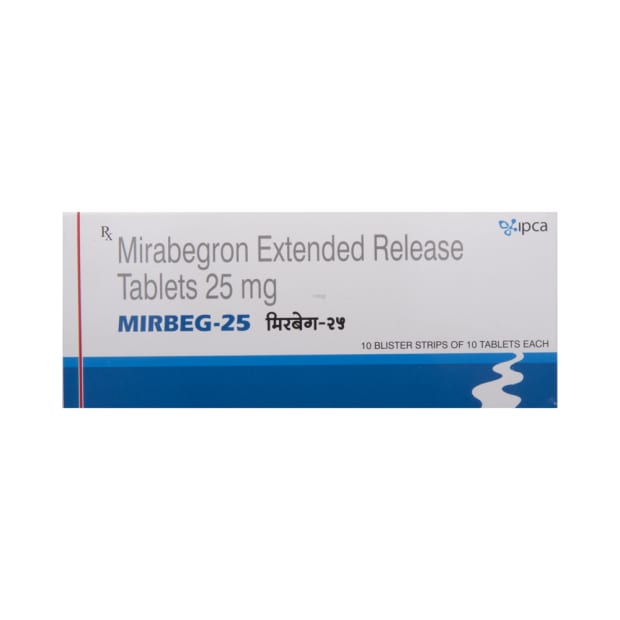 Rx Mirabegron Extended Release
Tablets 25 mg
ipca
MIRBEG-25 मिरबेग-२५
10 BLISTER STRIPS OF 10 TABLETS EACH